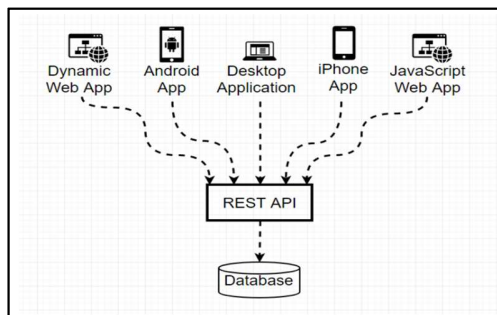 Dynamic
Web App
Android
App
Desktop
Application
iPhone
App
JavaScript
Web App
REST API
Database